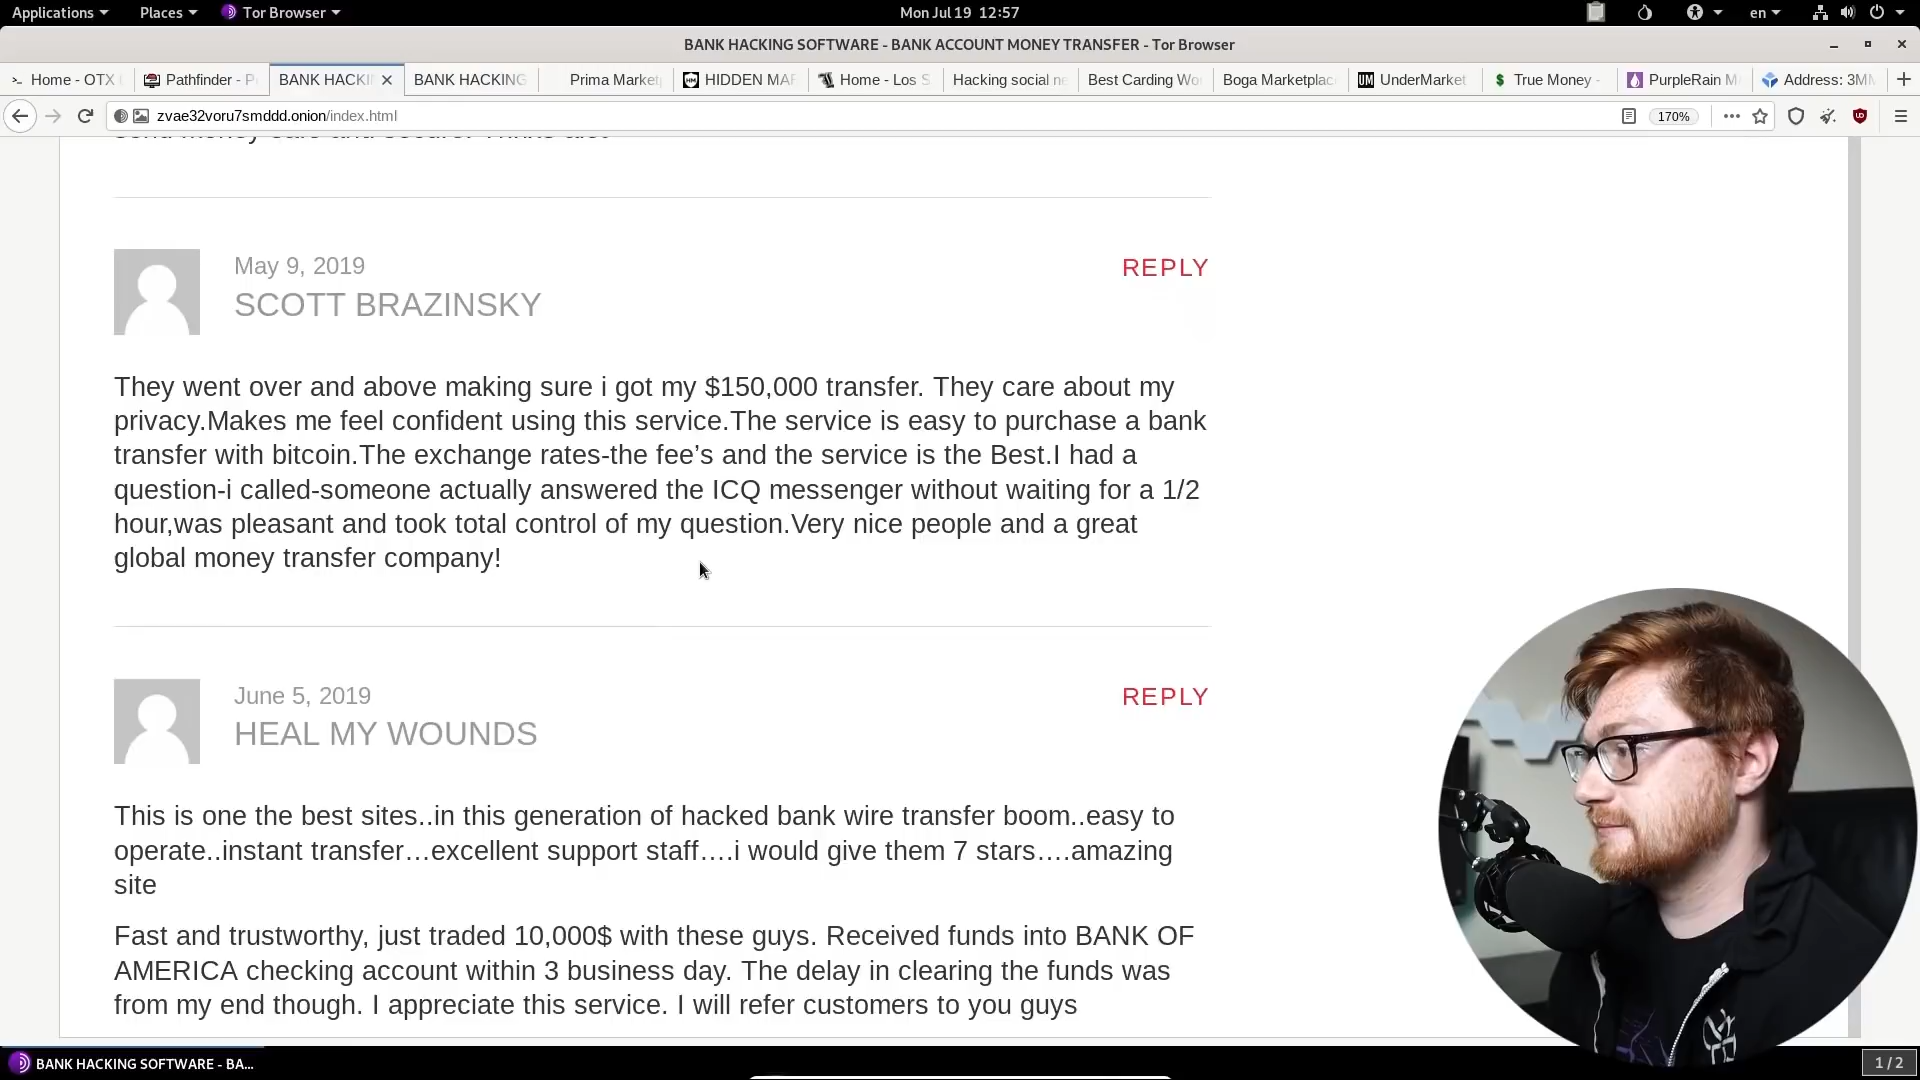 Applications Places Tor Browser Mon Jul 19 12:57 en
BANK HACKING SOFTWARE - BANK ACCOUNT MONEY TRANSFER - Tor Browser
Home - OTX Pathfinder - P BANK HACKI BANK HACKING Prima Market HIDDEN MAR Home - Los S Hacking social ne Best Carding Wo Boga Marketplac UM UnderMarket $ True Money - PurpleRain M Address: 3MM
zvae32voru7smddd.onion/index.html 170%
May 9, 2019
REPLY
SCOTT BRAZINSKY
They went over and above making sure i got my $150,000 transfer. They care about my
privacy.Makes me feel confident using this service.The service is easy to purchase a bank
transfer with bitcoin.The exchange rates-the fee’s and the service is the Best.I had a
question-i called-someone actually answered the ICQ messenger without waiting for a 1/2
hour,was pleasant and took total control of my question.Very nice people and a great
global money transfer company!
June 5, 2019
REPLY
HEAL MY WOUNDS
This is one the best sites..in this generation of hacked bank wire transfer boom..easy to
operate..instant transfer…excellent support staff….i would give them 7 stars….amazing
site
Fast and trustworthy, just traded 10,000$ with these guys. Received funds into BANK OF
AMERICA checking account within 3 business day. The delay in clearing the funds was
from my end though. I appreciate this service. I will refer customers to you guys
BANK HACKING SOFTWARE - BA...
1 / 2